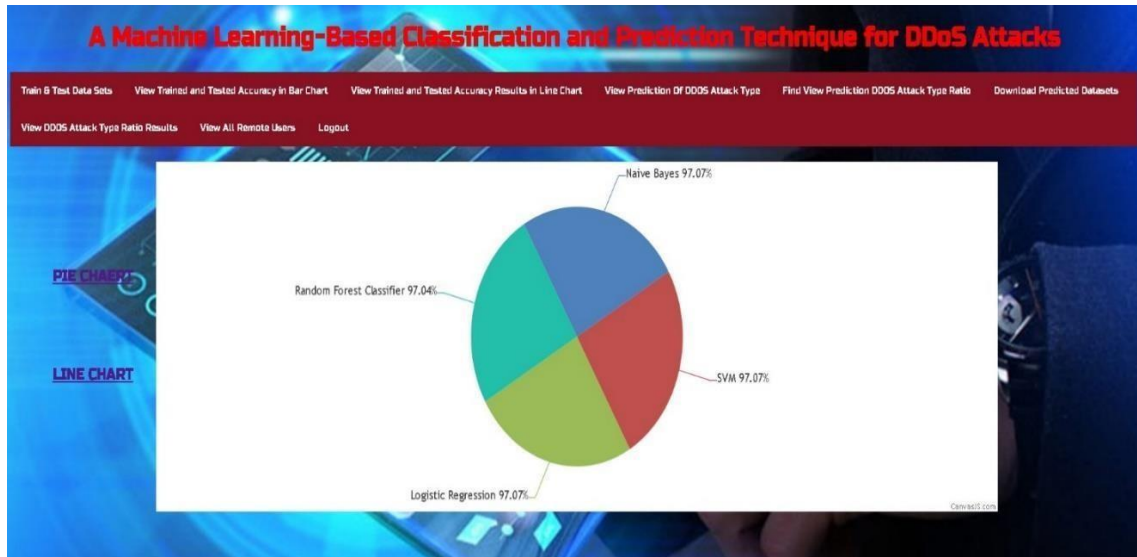 A Machine Learning-Based Classification and Prediction Technique for DDoS Attacks
Train & Test Data Sets View Trained and Tested Accuracy in Bar Chart View Trained and Tested Accuracy Results in Line Chart View Prediction Of DDOS Attack Type Find View Prediction DDOS Attack Type Ratio Download Predicted Datasets
View DDOS Attack Type Ratio Results View All Remote Users Logout
Naive Bayes 97.07%
PIE CHAERT
Random Forest Classifier 97.04%
LINE CHART
SVM 97.07%
Logistic Regression 97.07%
CanvasJS.com